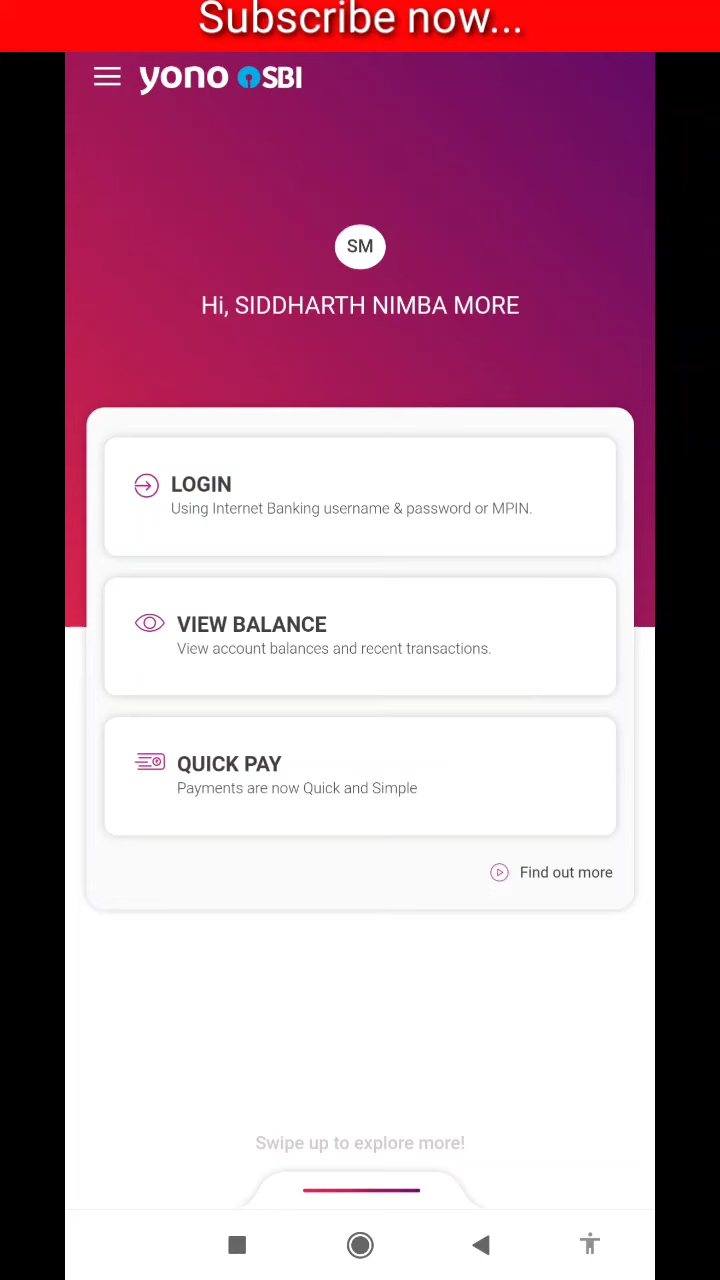 Subscribe now...
yono SBI
SM
Hi, SIDDHARTH NIMBA MORE
LOGIN
Using Internet Banking username & password or MPIN.
VIEW BALANCE
View account balances and recent transactions.
QUICK PAY
Payments are now Quick and Simple
Find out more
Swipe up to explore more!